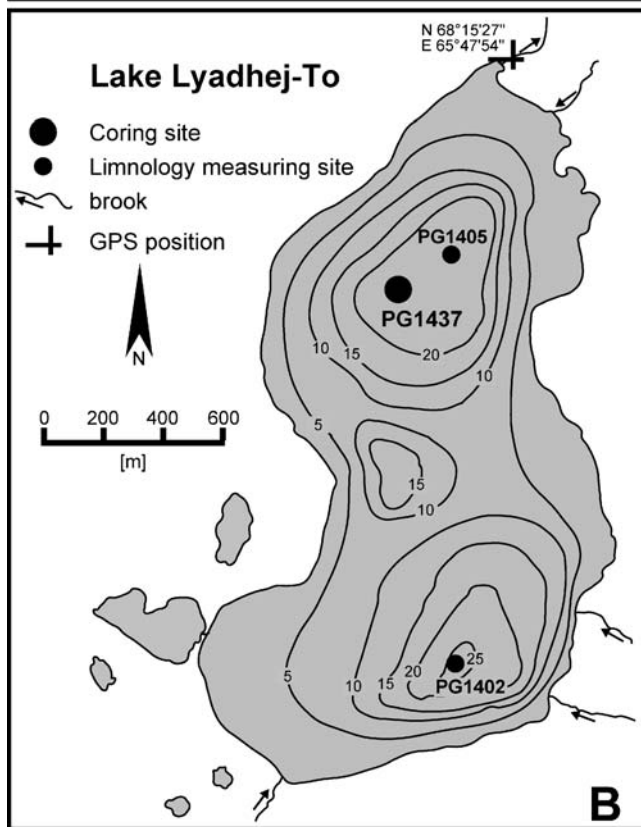 N 68°15'27"
E 65°47'54"
Lake Lyadhej-To
Coring site
Limnology measuring site
brook
GPS position
N
0 200 400 600
[m]
PG1405
PG1437
10
15
20
10
5
15
10
5
10
15
20
25
PG1402
B